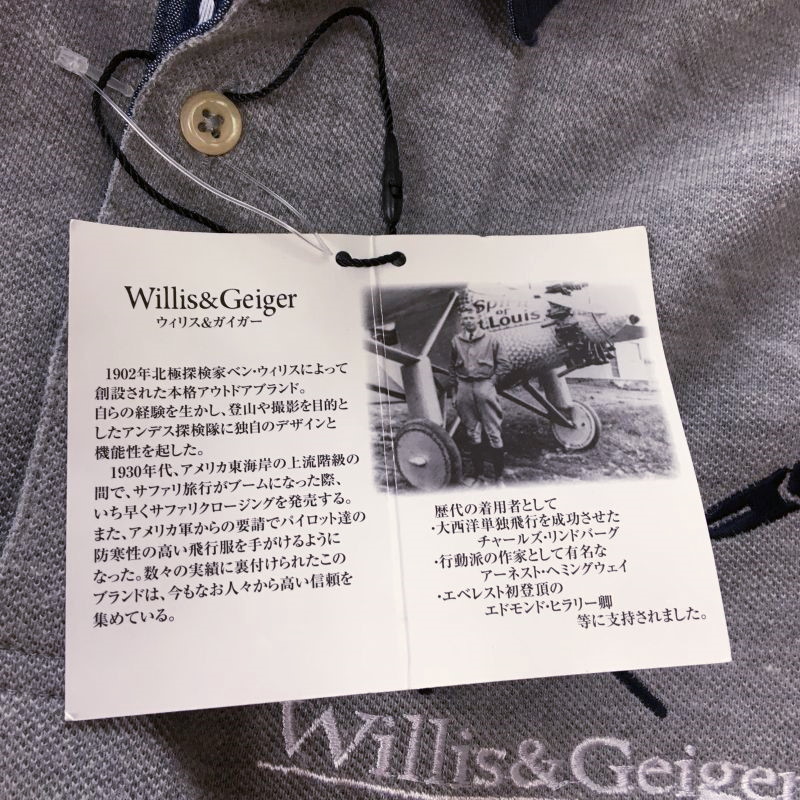 Willis&Geiger
ウィリス&ガイガー
1902年北極探検家ベン・ウィリスによって
創設された本格アウトドアブランド。
自らの経験を生かし、登山や撮影を目的と
したアンデス探検隊に独自のデザインと
機能性を起した。
1930年代、アメリカ東海岸の上流階級の
間で、サファリ旅行がブームになった際、
いち早くサファリクロージングを発売する。
また、アメリカ軍からの要請でパイロット達の
防寒性の高い飛行服を手がけるように
なった。数々の実績に裏付けられたこの
ブランドは、今もなお人々から高い信頼を
集めている。
Spirit
of
St.Louis
歴代の着用者として
・大西洋単独飛行を成功させた
チャールズ・リンドバーグ
・行動派の作家として有名な
アーネスト・ヘミングウェイ
・エベレスト初登頂の
エドモンド・ヒラリー卿
等に支持されました。
Willis&Geiger